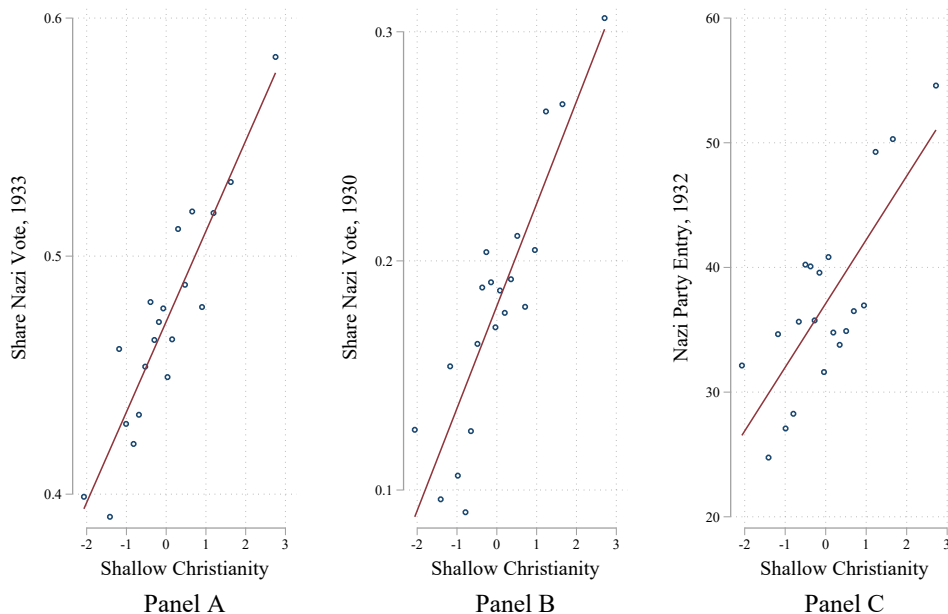 Share Nazi Vote, 1933
0.6
0.5
0.4
-2 -1 0 1 2 3
Shallow Christianity
Panel A
Share Nazi Vote, 1930
0.3
0.2
0.1
-2 -1 0 1 2 3
Shallow Christianity
Panel B
Nazi Party Entry, 1932
60
50
40
30
20
-2 -1 0 1 2 3
Shallow Christianity
Panel C